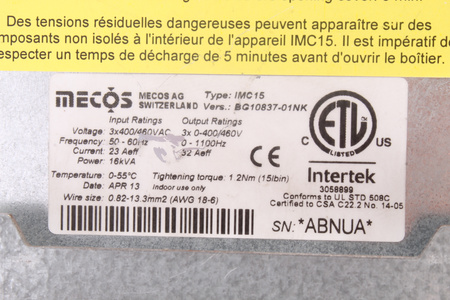 Des tensions résiduelles dangereuses peuvent apparaître sur des
mposants non isolés à l'intérieur de l'appareil IMC15. Il est impératif de
especter un temps de décharge de 5 minutes avant d'ouvrir le boîtier.
mecos MECOS AG Type: IMC15
SWITZERLAND Vers.: BG10837-01NK
Input Ratings Output Ratings
Voltage: 3x400/460VAC 3x 0-400/460V
Frequency: 50 - 60Hz 0 - 1100Hz
Current: 23 Aeff 32 Aeff
Power: 16kVA
CE
Temperature: 0-55°C Tightening torque: 1.2Nm (15lbin)
Date: APR 13 Indoor use only
Wire size: 0.82-13.3mm2 (AWG 18-6)
ETL
LISTED
C US
Intertek
3058899
Conforms to UL STD 508C
Certified to CSA C22.2 No. 14-05
SN: *ABNUA*